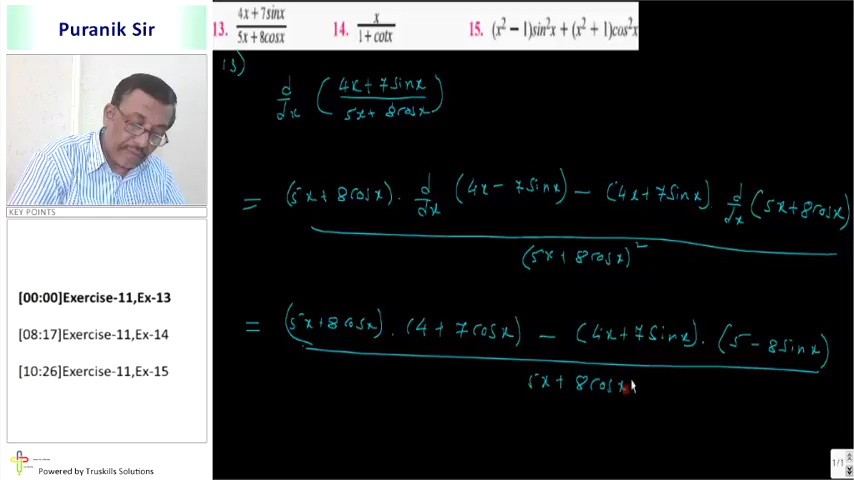 Puranik Sir
13. (4x + 7sinx)/(5x + 8cosx) 14. x/(1 + cotx) 15. (x² − 1)sin²x + (x² + 1)cos²x
13)
d/dx ( (4x + 7sinx)/(5x + 8cosx) )
= (5x + 8cosx) · d/dx (4x − 7sinx) − (4x + 7sinx) · d/dx (5x + 8cosx)
(5x + 8cosx)²
= (5x + 8cosx) · (4 + 7cosx) − (4x + 7sinx) · (5 − 8sinx)
5x + 8cosx
KEY POINTS
[00:00]Exercise-11,Ex-13
[08:17]Exercise-11,Ex-14
[10:26]Exercise-11,Ex-15
Powered by Truskills Solutions
1/1